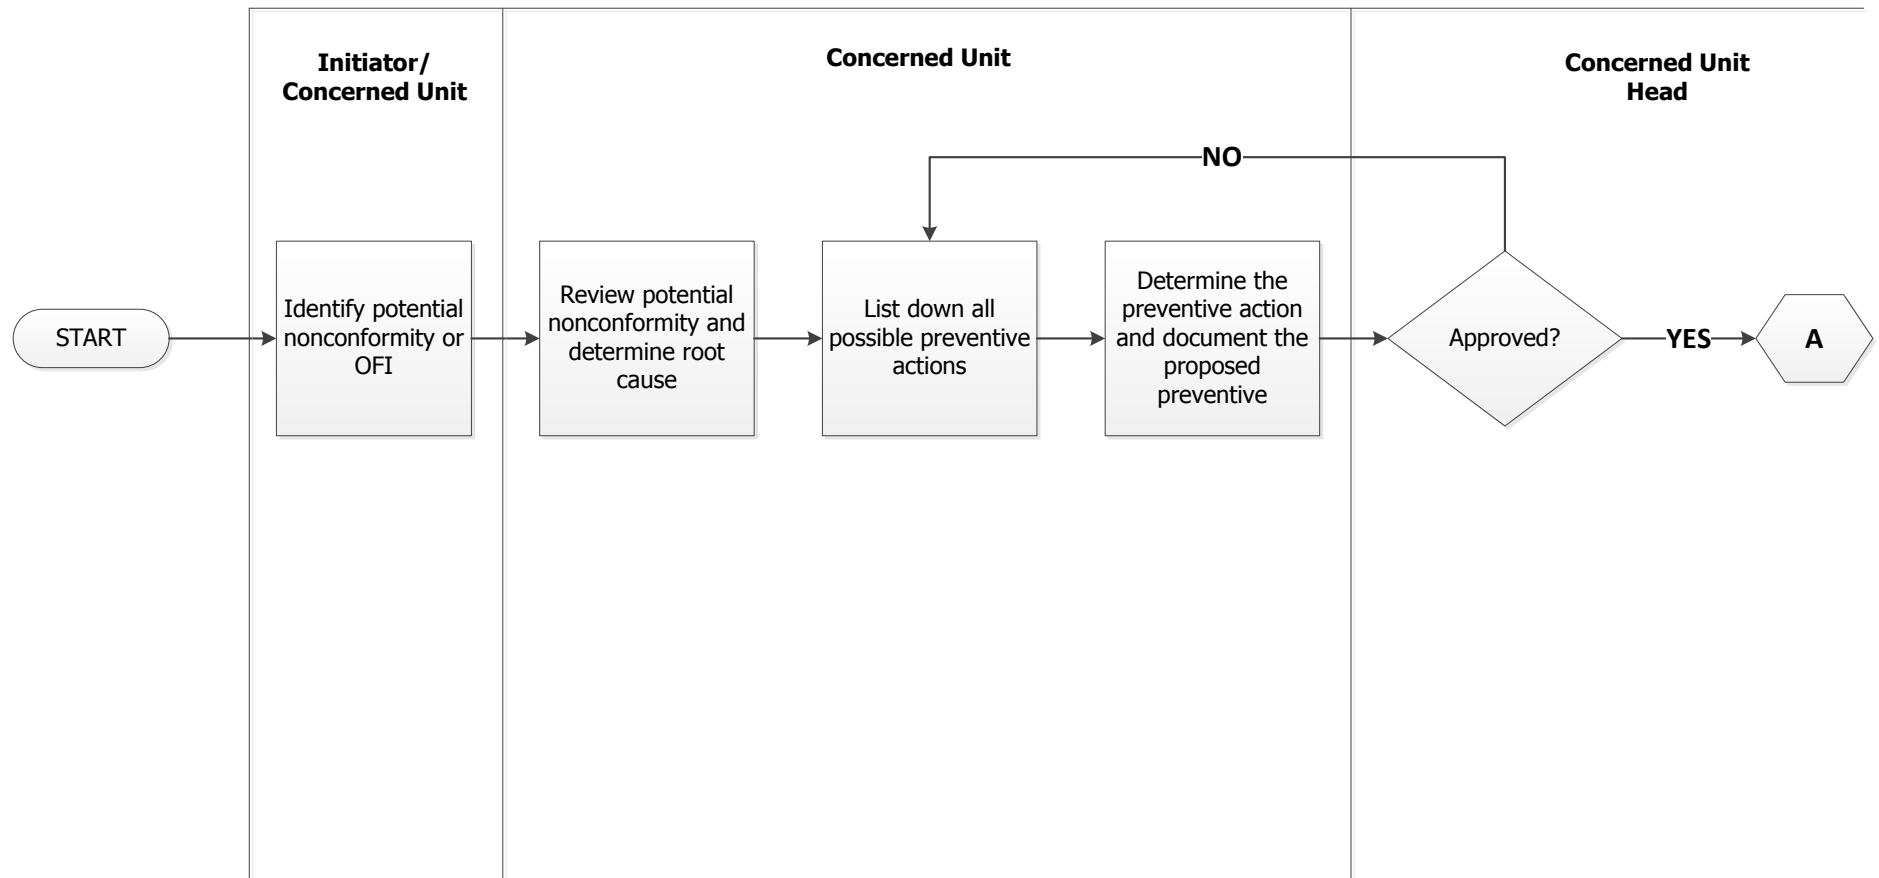 Initiator/
Concerned Unit
Concerned Unit
Concerned Unit
Head
NO
START
Identify potential
nonconformity or
OFI
Review potential
nonconformity and
determine root
cause
List down all
possible preventive
actions
Determine the
preventive action
and document the
proposed
preventive
Approved?
YES
A